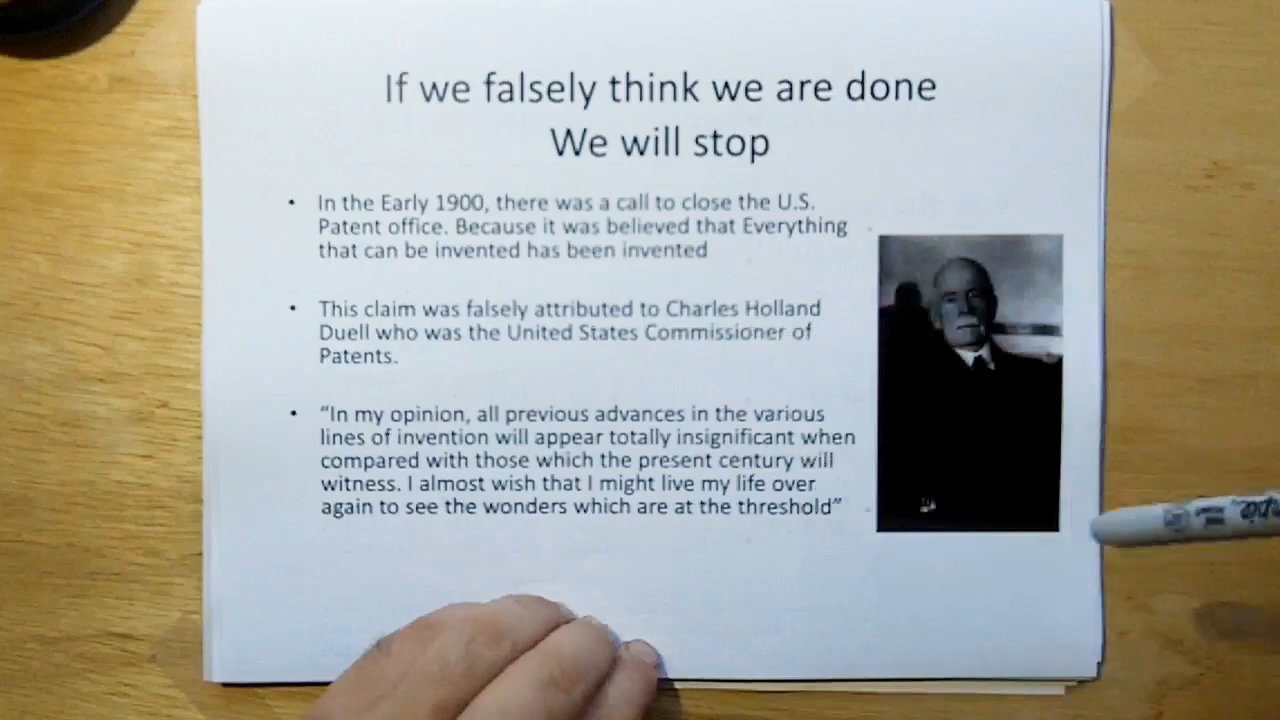 If we falsely think we are done
We will stop
• In the Early 1900, there was a call to close the U.S.
Patent office. Because it was believed that Everything
that can be invented has been invented
• This claim was falsely attributed to Charles Holland
Duell who was the United States Commissioner of
Patents.
• “In my opinion, all previous advances in the various
lines of invention will appear totally insignificant when
compared with those which the present century will
witness. I almost wish that I might live my life over
again to see the wonders which are at the threshold”